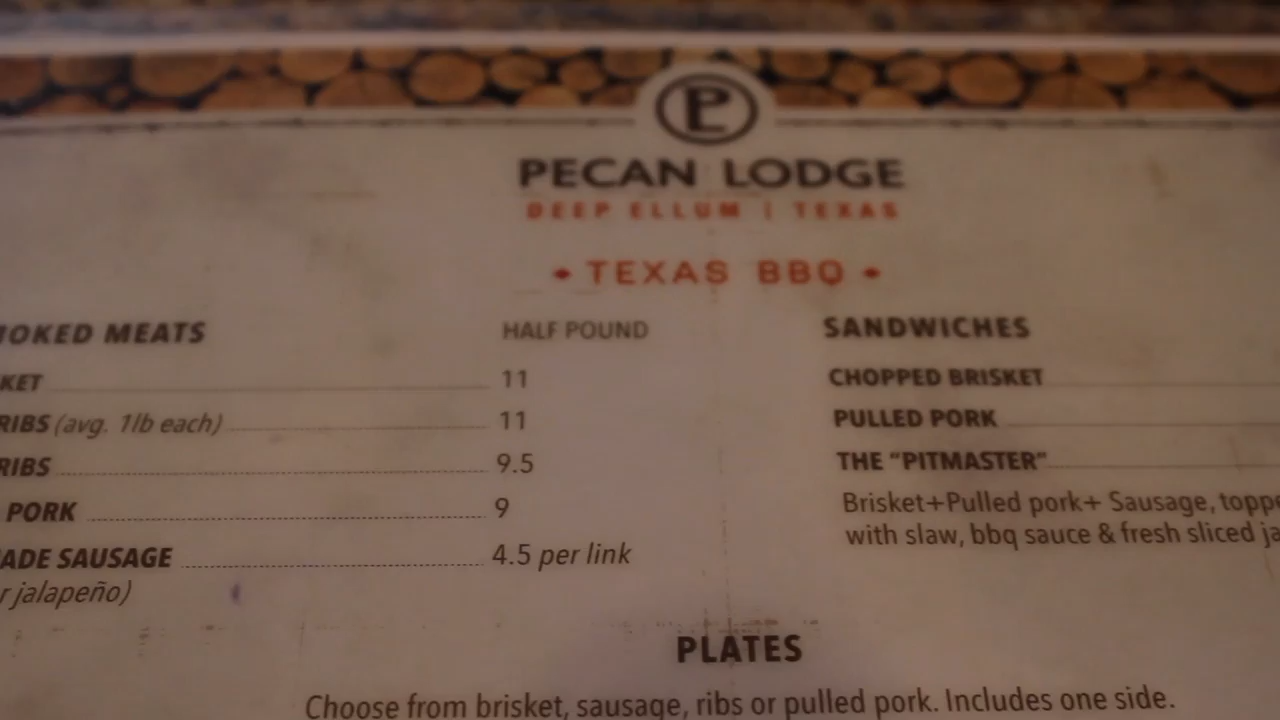 P
PECAN LODGE
DEEP ELLUM | TEXAS
• TEXAS BBQ •
OKED MEATS HALF POUND
KET 11
RIBS (avg. 1lb each) 11
RIBS 9.5
PORK 9
ADE SAUSAGE 4.5 per link
r jalapeño)
SANDWICHES
CHOPPED BRISKET
PULLED PORK
THE "PITMASTER"
Brisket+Pulled pork+ Sausage, toppe
with slaw, bbq sauce & fresh sliced ja
PLATES
Choose from brisket, sausage, ribs or pulled pork. Includes one side.